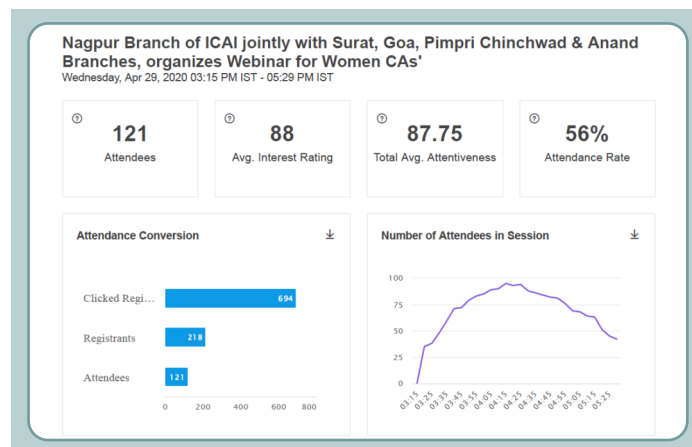 Nagpur Branch of ICAI jointly with Surat, Goa, Pimpri Chinchwad & Anand
Branches, organizes Webinar for Women CAs'
Wednesday, Apr 29, 2020 03:15 PM IST - 05:29 PM IST
121
Attendees
88
Avg. Interest Rating
87.75
Total Avg. Attentiveness
56%
Attendance Rate
Attendance Conversion
Clicked Regi...
694
Registrants
218
Attendees
121
0 200 400 600 800
Number of Attendees in Session
100
75
50
25
0
03:15 03:25 03:35 03:45 03:55 04:05 04:15 04:25 04:35 04:45 04:55 05:05 05:15 05:25